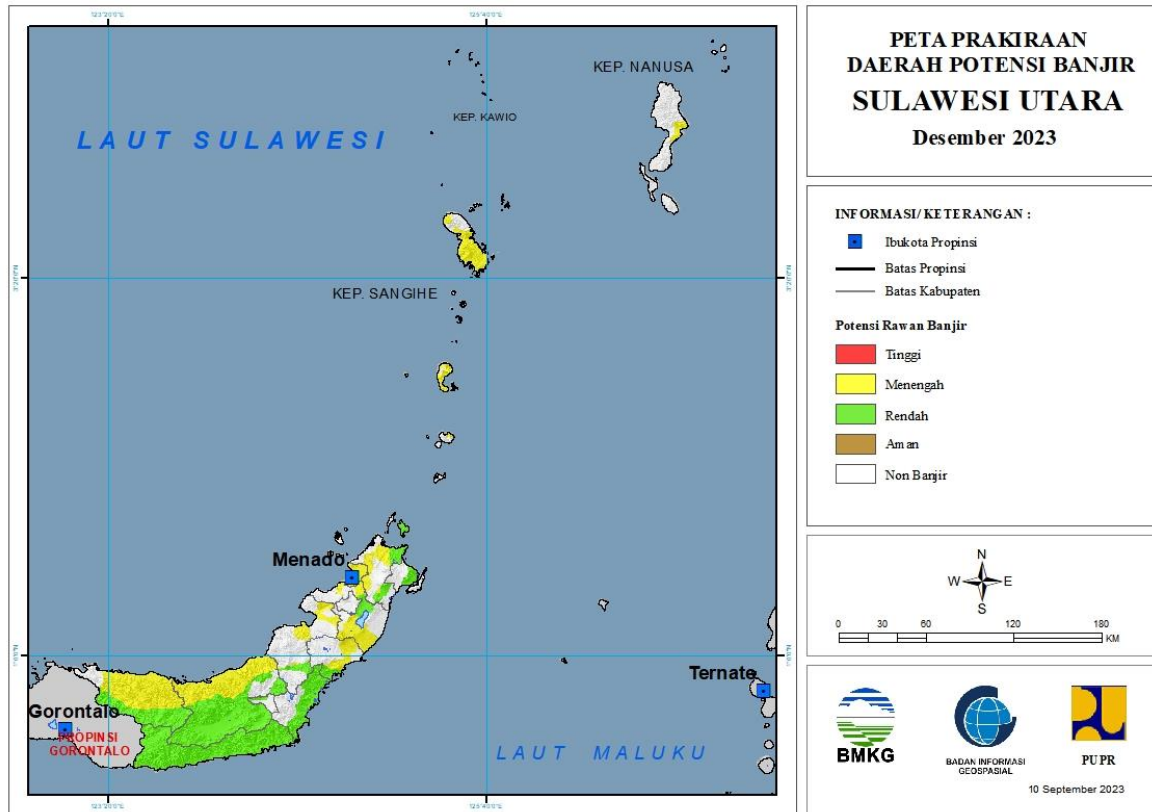 PETA PRAKIRAAN
DAERAH POTENSI BANJIR
SULAWESI UTARA
Desember 2023
INFORMASI/ KETERANGAN :
Ibukota Propinsi
Batas Propinsi
Batas Kabupaten
Potensi Rawan Banjir
Tinggi
Menengah
Rendah
Aman
Non Banjir
N
W E
S
0 30 60 120 180
KM
BMKG
BADAN INFORMASI
GEOSPASIAL
PUPR
10 September 2023
KEP. NANUSA
KEP. KAWIO
LAUT SULAWESI
KEP. SANGIHE
Menado
Ternate
Gorontalo
PROPINSI
GORONTALO
LAUT MALUKU